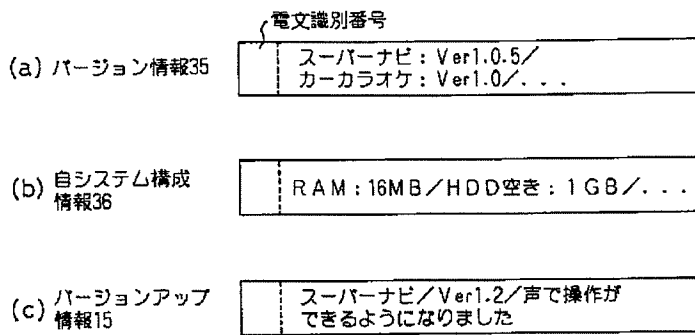 電文識別番号
(a) バージョン情報35
スーパーナビ：Ver1.0.5／
カーカラオケ：Ver1.0／．．．
(b) 自システム構成
情報36
RAM：16MB／HDD空き：1GB／．．．
(c) バージョンアップ
情報15
スーパーナビ／Ver1.2／声で操作が
できるようになりました